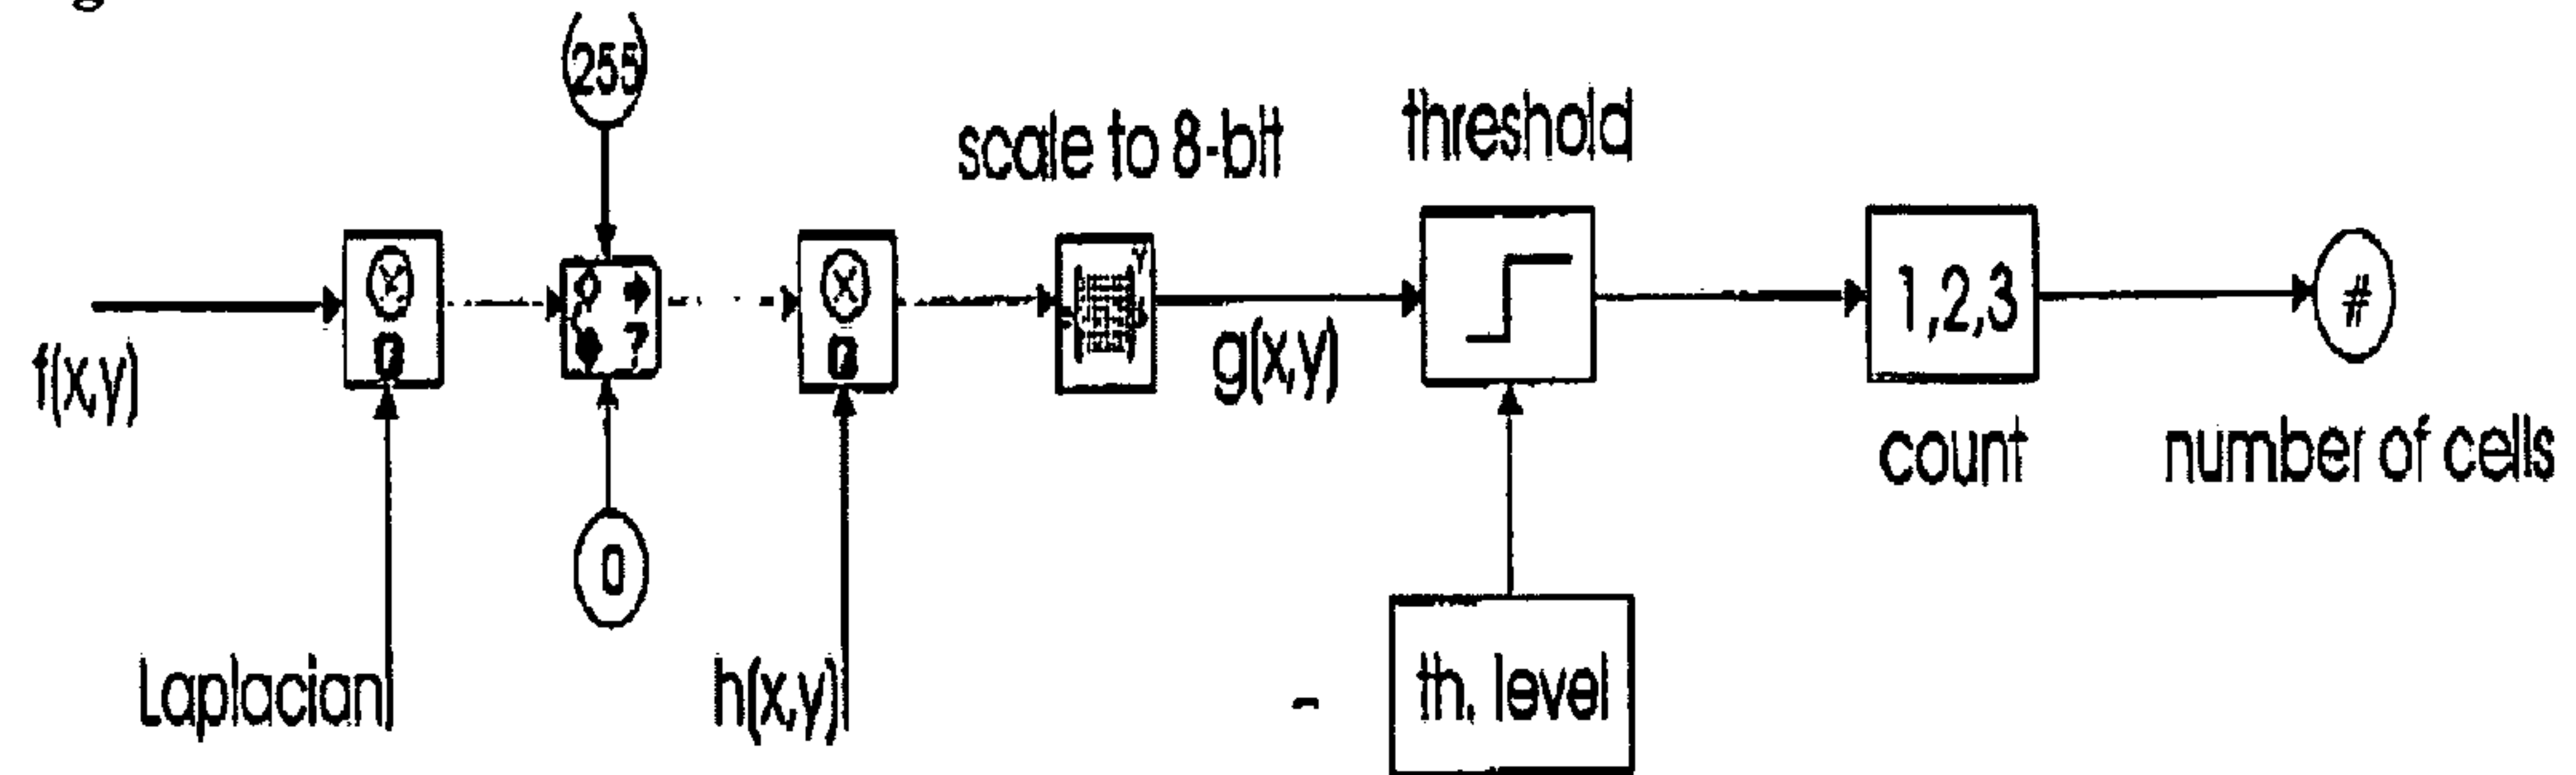 255
scale to 8-bit
threshold
f(x,y)
g(x,y)
1,2,3
#
count
number of cells
0
Laplacian
h(x,y)
th. level